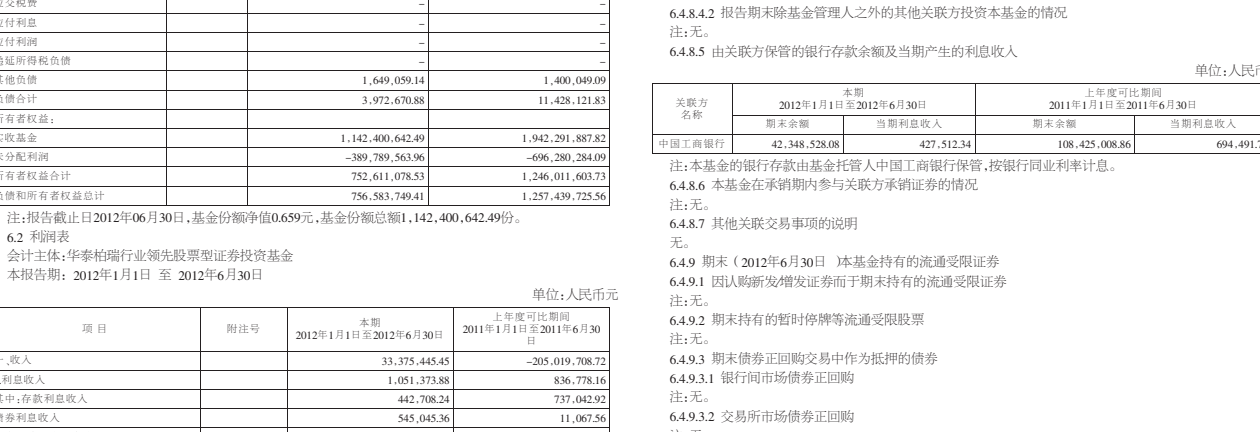 交税费 – –
付利息 – –
付利润 – –
延所得税负债 – –
他负债 1,649,059.14 1,400,049.09
债合计 3,972,670.88 11,428,121.83
有者权益:
收基金 1,142,400,642.49 1,942,291,887.82
分配利润 –389,789,563.96 –696,280,284.09
有者权益合计 752,611,078.53 1,246,011,603.73
债和所有者权益总计 756,583,749.41 1,257,439,725.56
注:报告截止日2012年06月30日,基金份额净值0.659元,基金份额总额1,142,400,642.49份。
6.2 利润表
会计主体:华泰柏瑞行业领先股票型证券投资基金
本报告期: 2012年1月1日 至 2012年6月30日
单位:人民币元
项 目 附注号 本期 2012年1月1日至2012年6月30日 上年度可比期间 2011年1月1日至2011年6月30日
一、收入 33,375,445.45 –205,019,708.72
利息收入 1,051,373.88 836,778.16
其中:存款利息收入 442,708.24 737,042.92
债券利息收入 545,045.36 11,067.56
6.4.8.4.2 报告期末除基金管理人之外的其他关联方投资本基金的情况
注:无。
6.4.8.5 由关联方保管的银行存款余额及当期产生的利息收入
单位:人民
关联方名称 本期 2012年1月1日至2012年6月30日 上年度可比期间 2011年1月1日至2011年6月30日
期末余额 当期利息收入 期末余额 当期利息收入
中国工商银行 42,348,528.08 427,512.34 108,425,008.86 694,491.
注:本基金的银行存款由基金托管人中国工商银行保管,按银行同业利率计息。
6.4.8.6 本基金在承销期内参与关联方承销证券的情况
注:无。
6.4.8.7 其他关联交易事项的说明
无。
6.4.9 期末(2012年6月30日 )本基金持有的流通受限证券
6.4.9.1 因认购新发/增发证券而于期末持有的流通受限证券
注:无。
6.4.9.2 期末持有的暂时停牌等流通受限股票
注:无。
6.4.9.3 期末债券正回购交易中作为抵押的债券
6.4.9.3.1 银行间市场债券正回购
注:无。
6.4.9.3.2 交易所市场债券正回购